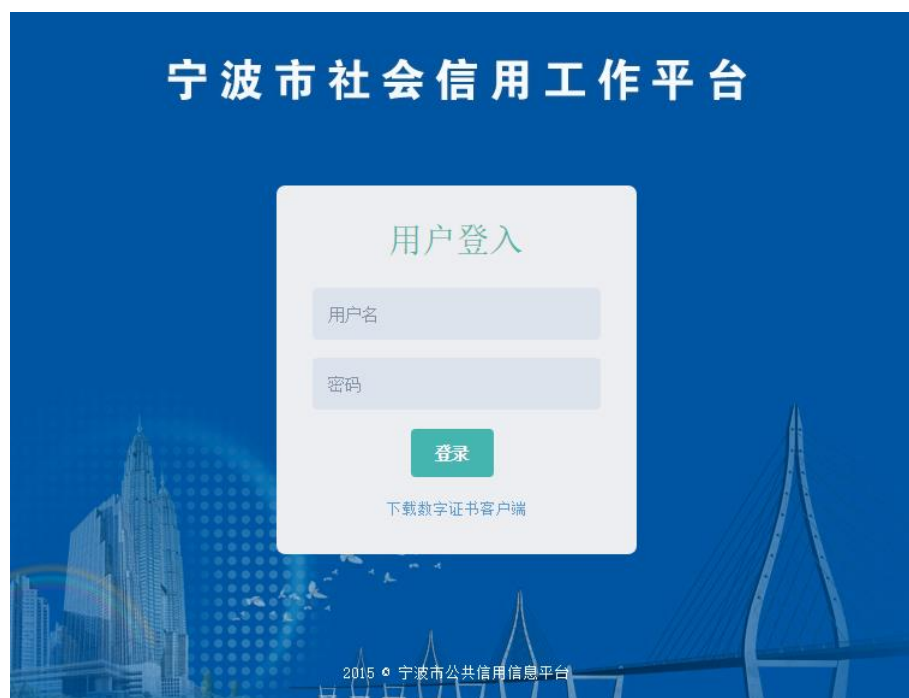 宁波市社会信用工作平台
用户登入
用户名
密码
登录
下载数字证书客户端
2015 © 宁波市公共信用信息平台